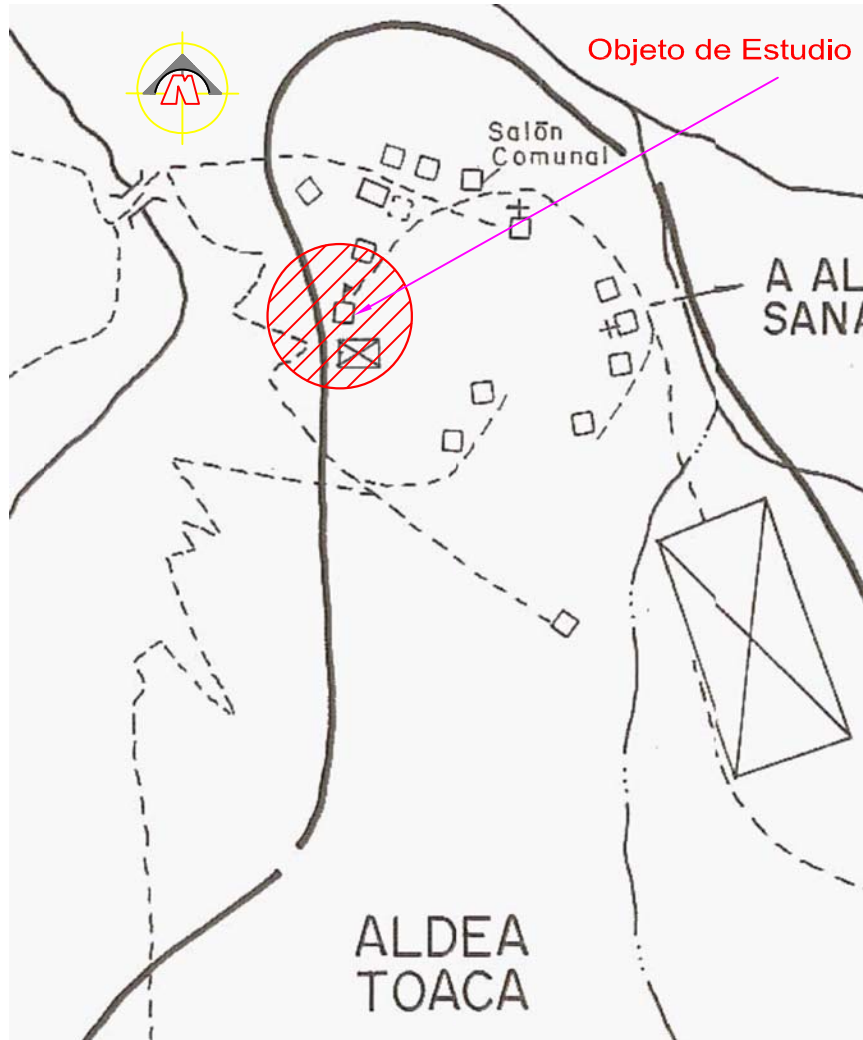 Objeto de Estudio
N
Salón
Comunal
A AL
SANA
ALDEA
TOACA